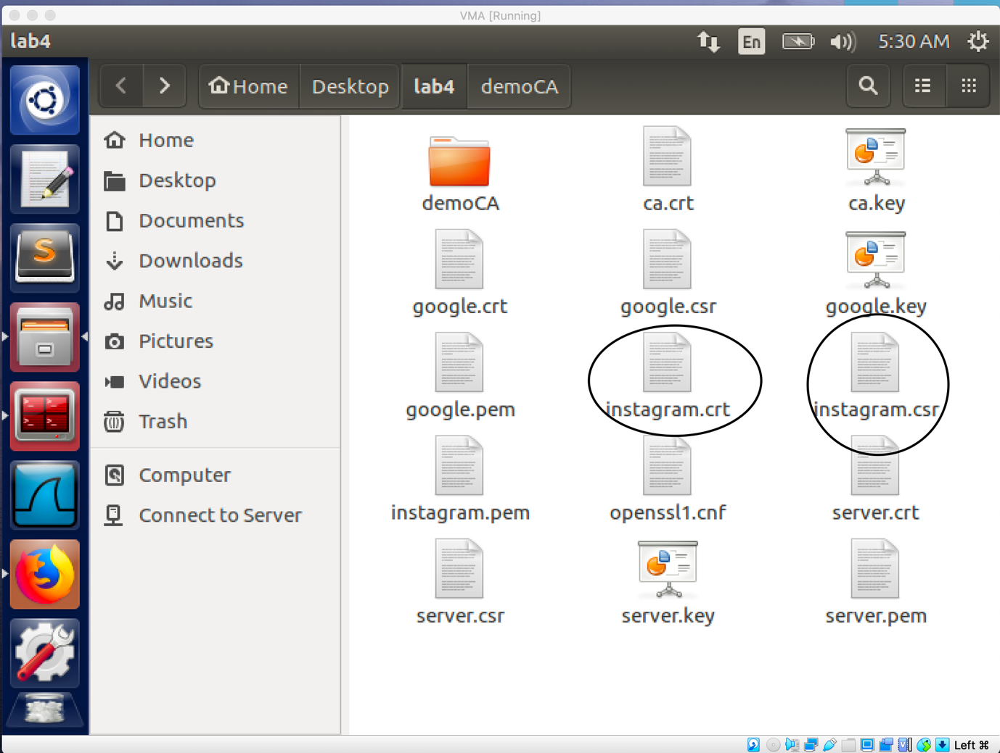 VMA [Running]
lab4
En
5:30 AM
Home
Desktop
lab4
demoCA
Home
Desktop
Documents
Downloads
Music
Pictures
Videos
Trash
Computer
Connect to Server
demoCA
ca.crt
ca.key
google.crt
google.csr
google.key
google.pem
instagram.crt
instagram.csr
instagram.pem
openssl1.cnf
server.crt
server.csr
server.key
server.pem
Left ⌘